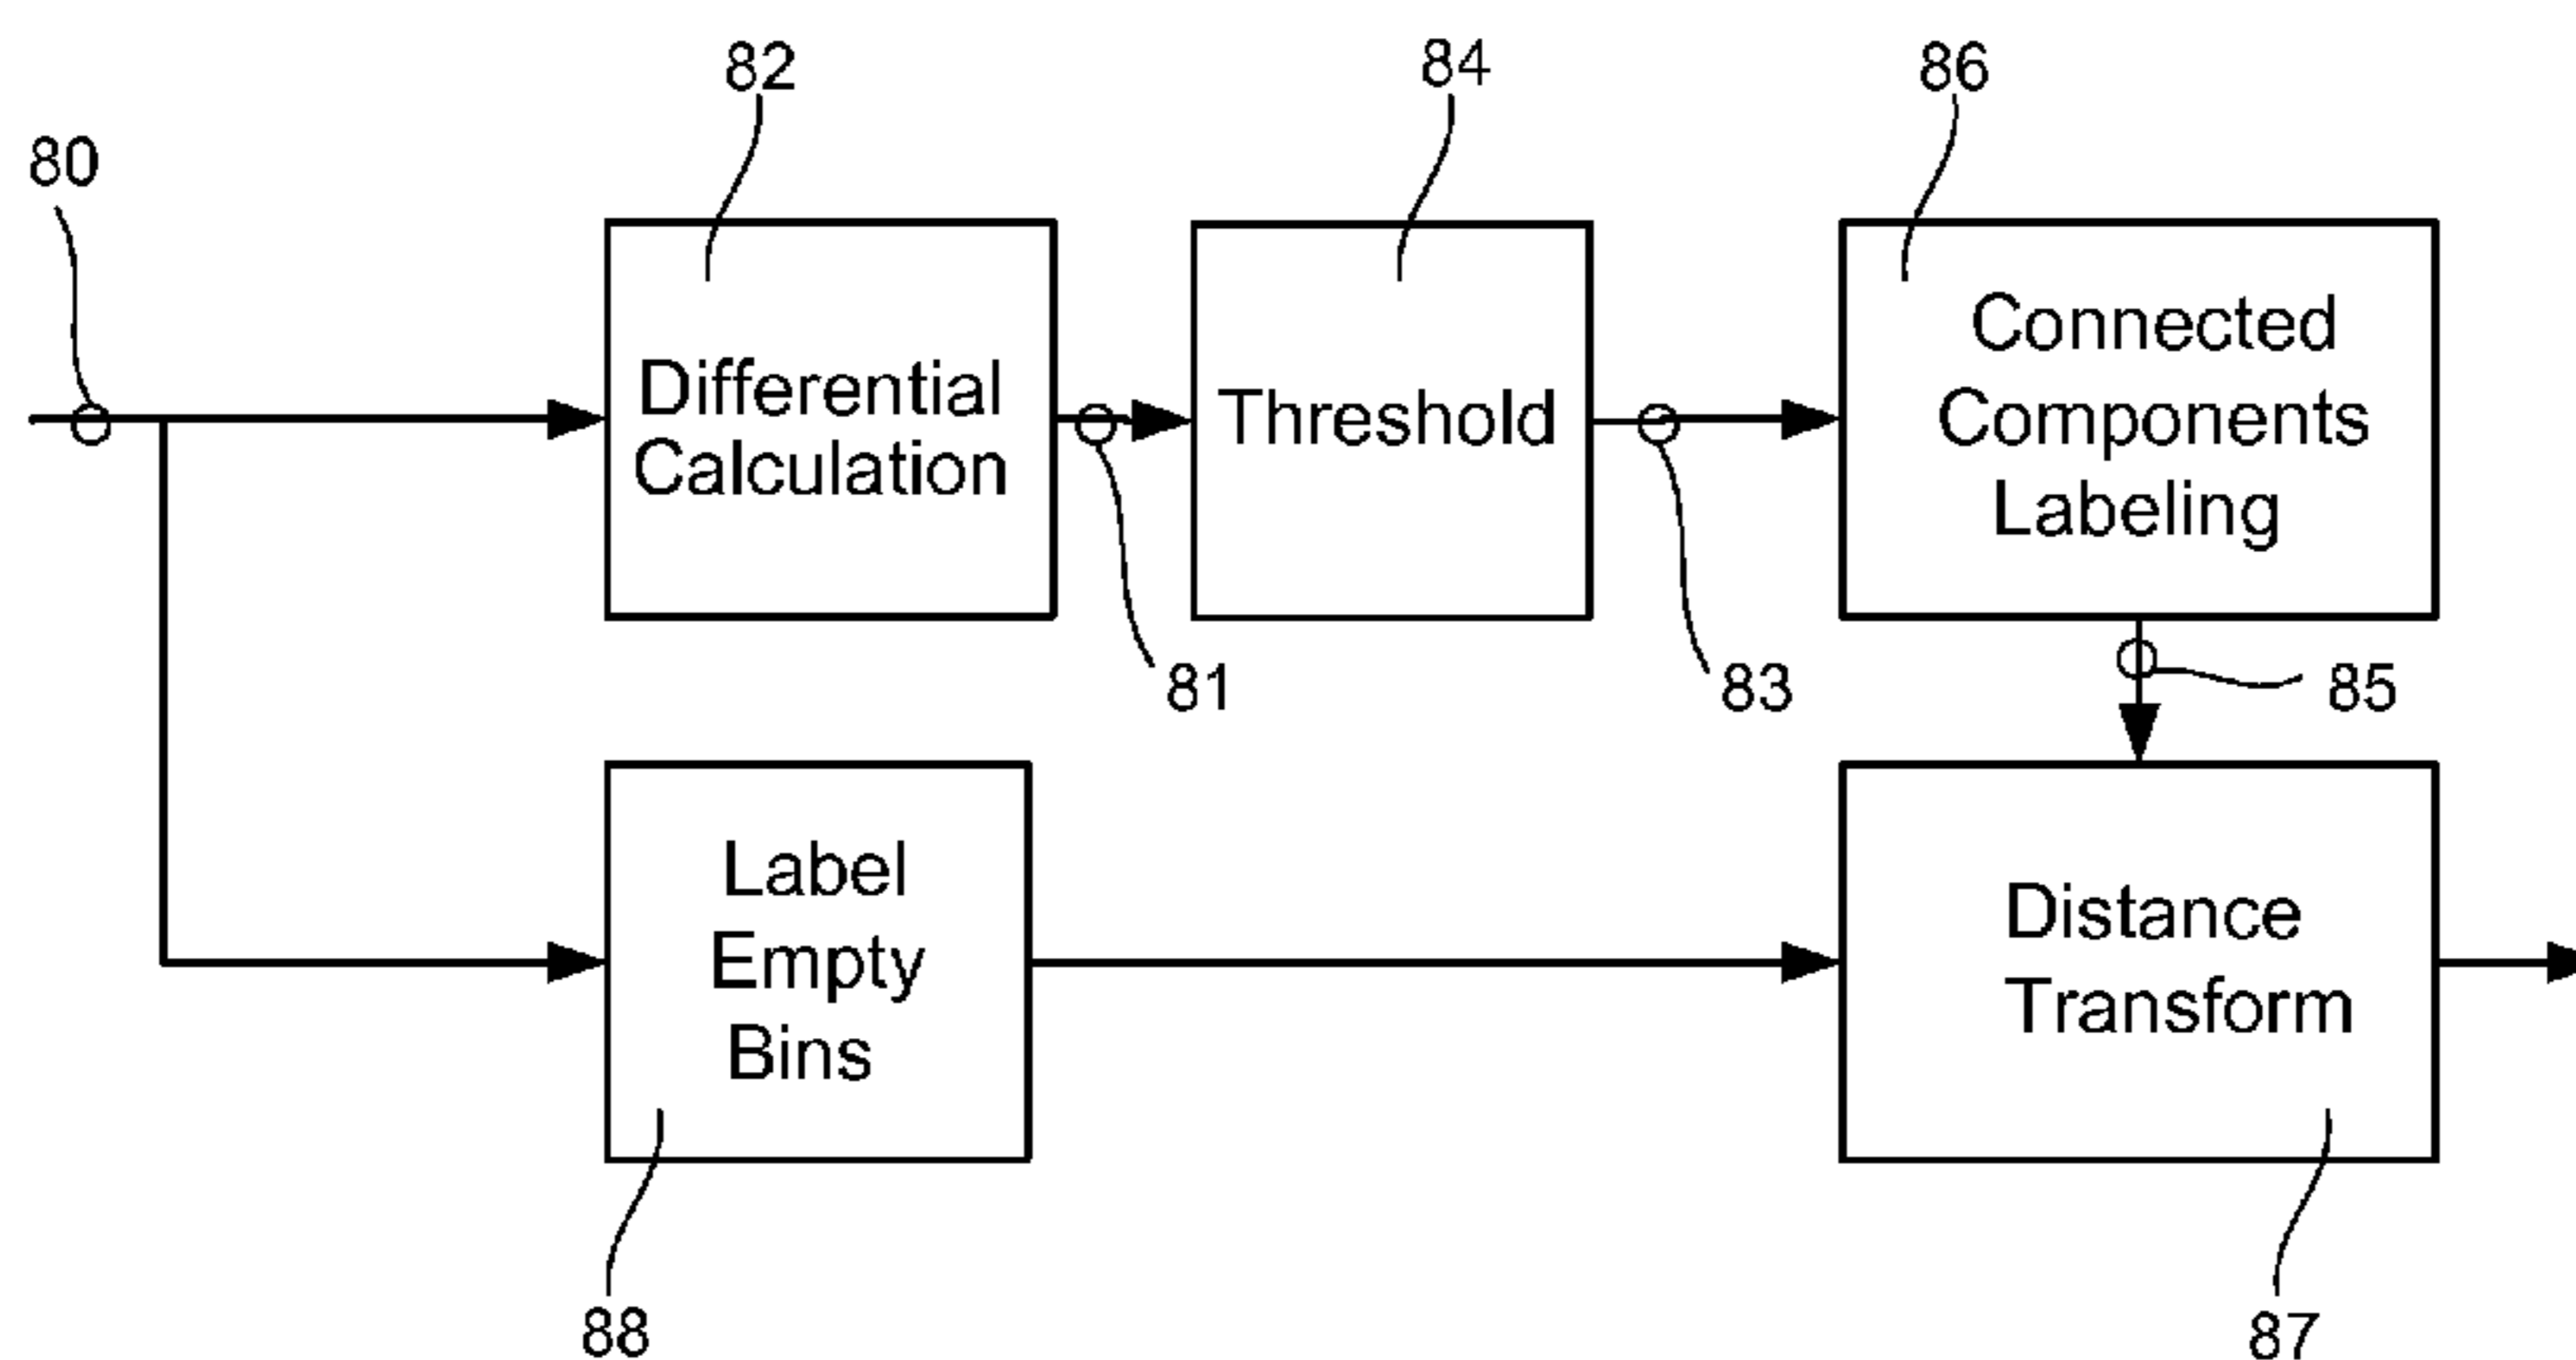 82
84
86
80
Differential
Calculation
Threshold
Connected
Components
Labeling
81
83
85
Label
Empty
Bins
Distance
Transform
88
87